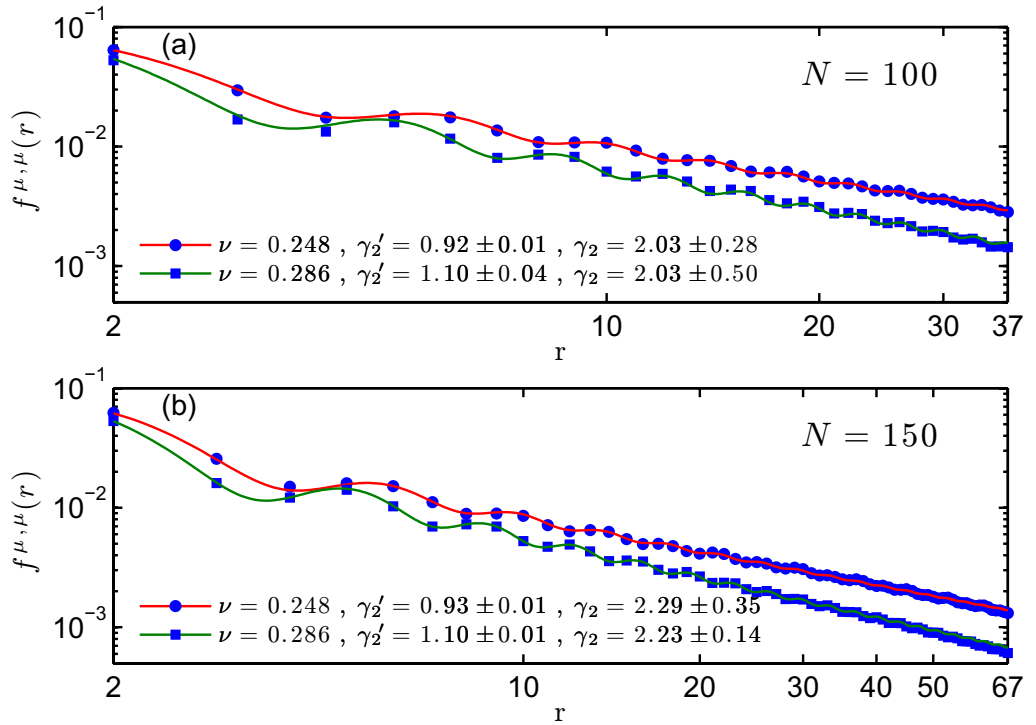 10⁻¹
(a)
N = 100
10⁻²
f^{μ,μ}(r)
ν = 0.248 , γ₂′ = 0.92 ± 0.01 , γ₂ = 2.03 ± 0.28
10⁻³
ν = 0.286 , γ₂′ = 1.10 ± 0.04 , γ₂ = 2.03 ± 0.50
2 10 20 30 37
r
10⁻¹
(b)
N = 150
10⁻²
f^{μ,μ}(r)
ν = 0.248 , γ₂′ = 0.93 ± 0.01 , γ₂ = 2.29 ± 0.35
10⁻³
ν = 0.286 , γ₂′ = 1.10 ± 0.01 , γ₂ = 2.23 ± 0.14
2 10 20 30 40 50 67
r